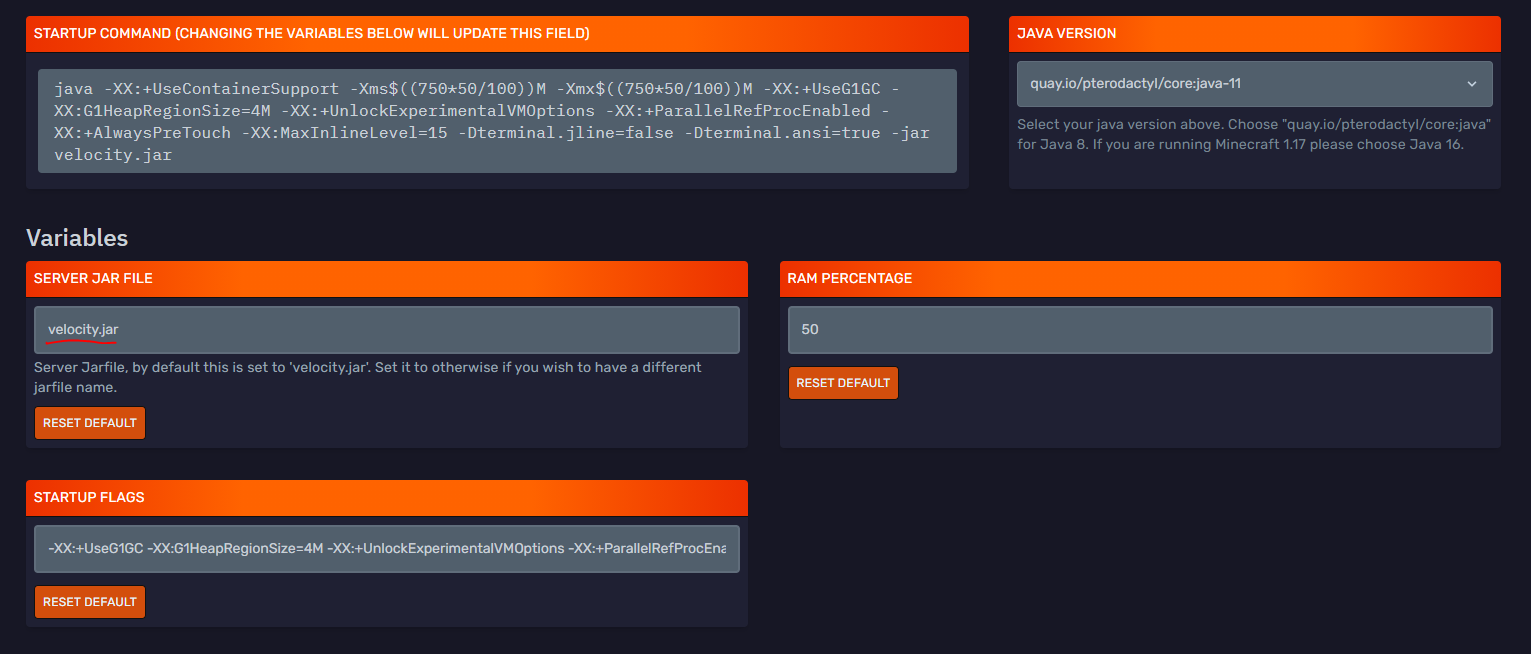 STARTUP COMMAND (CHANGING THE VARIABLES BELOW WILL UPDATE THIS FIELD)
java -XX:+UseContainerSupport -Xms$((750*50/100))M -Xmx$((750*50/100))M -XX:+UseG1GC -
XX:G1HeapRegionSize=4M -XX:+UnlockExperimentalVMOptions -XX:+ParallelRefProcEnabled -
XX:+AlwaysPreTouch -XX:MaxInlineLevel=15 -Dterminal.jline=false -Dterminal.ansi=true -jar
velocity.jar
JAVA VERSION
quay.io/pterodactyl/core:java-11
Select your java version above. Choose "quay.io/pterodactyl/core:java"
for Java 8. If you are running Minecraft 1.17 please choose Java 16.
Variables
SERVER JAR FILE
velocity.jar
Server Jarfile, by default this is set to 'velocity.jar'. Set it to otherwise if you wish to have a different
jarfile name.
RESET DEFAULT
RAM PERCENTAGE
50
RESET DEFAULT
STARTUP FLAGS
-XX:+UseG1GC -XX:G1HeapRegionSize=4M -XX:+UnlockExperimentalVMOptions -XX:+ParallelRefProcEna
RESET DEFAULT